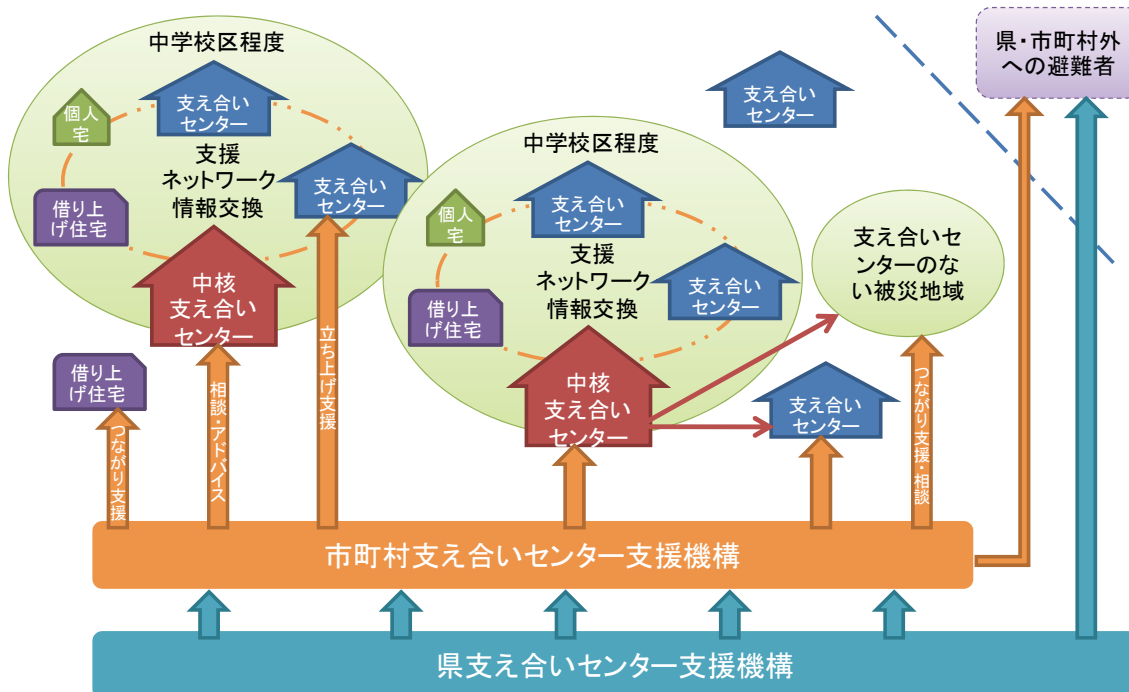 中学校区程度
個人
宅
支え合い
センター
支援
ネットワーク
情報交換
支え合い
センター
借り上
げ住宅
中核
支え合い
センター
中学校区程度
個人
宅
支え合い
センター
支援
ネットワーク
情報交換
支え合い
センター
借り上
げ住宅
中核
支え合い
センター
支え合い
センター
県・市町村外
への避難者
支え合いセ
ンターのな
い被災地域
借り上
げ住宅
支え合い
センター
つながり支援
相談・アドバイス
立ち上げ支援
つながり支援・相談
市町村支え合いセンター支援機構
県支え合いセンター支援機構